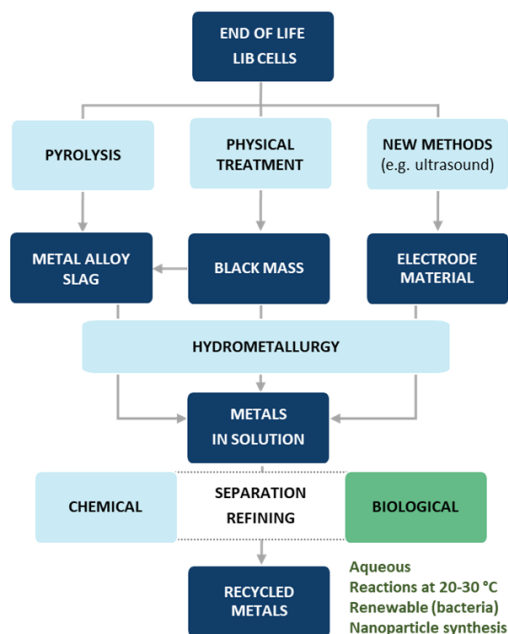 END OF LIFE
LIB CELLS
PYROLYSIS
PHYSICAL
TREATMENT
NEW METHODS
(e.g. ultrasound)
METAL ALLOY
SLAG
BLACK MASS
ELECTRODE
MATERIAL
HYDROMETALLURGY
METALS
IN SOLUTION
CHEMICAL
SEPARATION
REFINING
BIOLOGICAL
RECYCLED
METALS
Aqueous
Reactions at 20-30 °C
Renewable (bacteria)
Nanoparticle synthesis